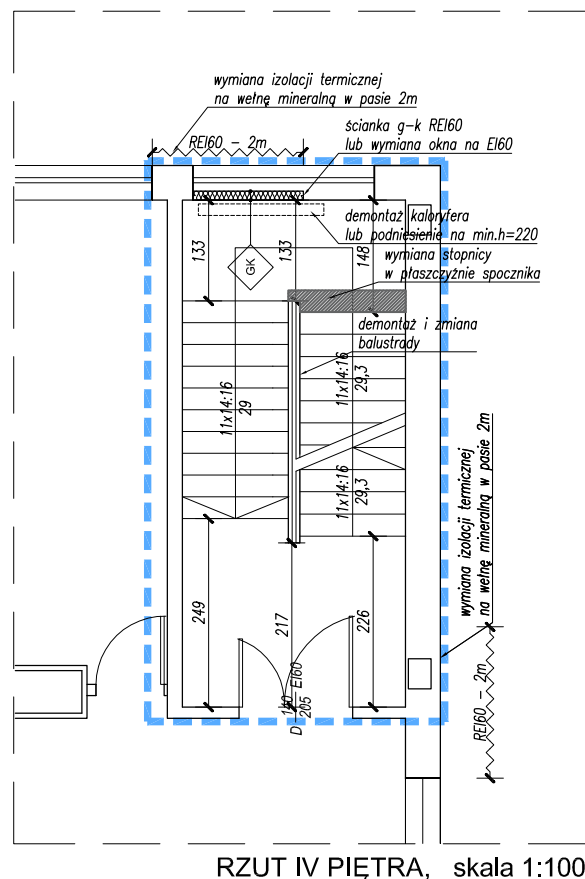 wymiana izolacji termicznej
na wełnę mineralną w pasie 2m
REI60 - 2m
ścianka g-k REI60
lub wymiana okna na EI60
demontaż kaloryfera
lub podniesienie na min.h=220
wymiana stopnicy
w płaszczyźnie spocznika
133
133
148
GK
demontaż i zmiana
balustrady
11x14:16
29
11x14:16
29,3
11x14:16
29,3
wymiana izolacji termicznej
na wełnę mineralną w pasie 2m
249
217
226
D 140 EI60
205
REI60 - 2m
RZUT IV PIĘTRA, skala 1:100